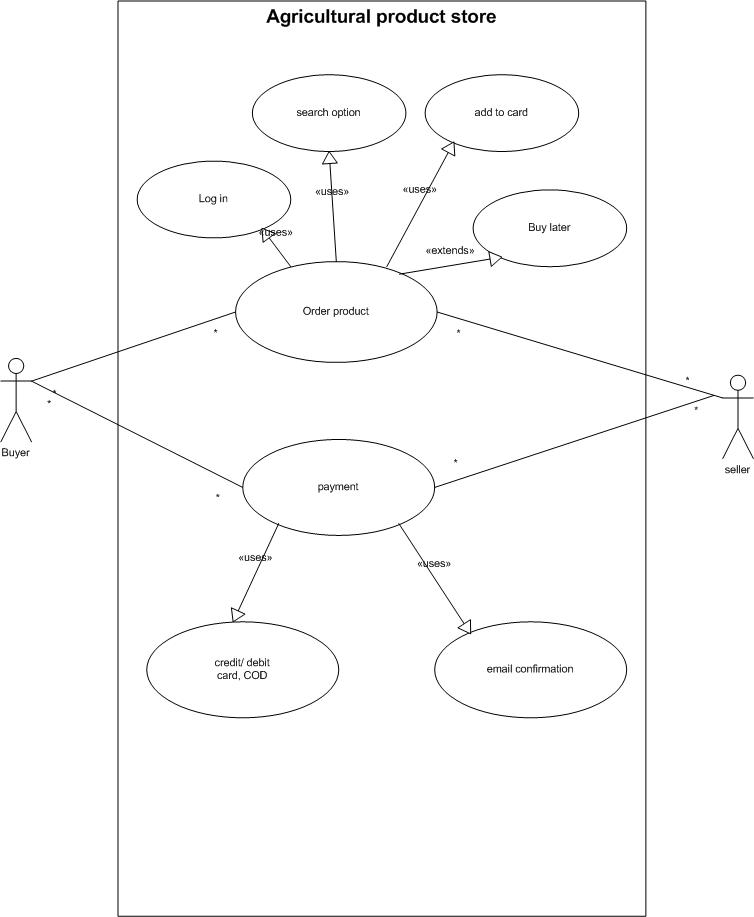 Agricultural product store
search option
add to card
«uses»
«uses»
Log in
Buy later
«uses»
«extends»
Order product
*
*
*
*
*
*
Buyer
*
seller
payment
*
*
«uses»
«uses»
credit/ debit
card, COD
email confirmation